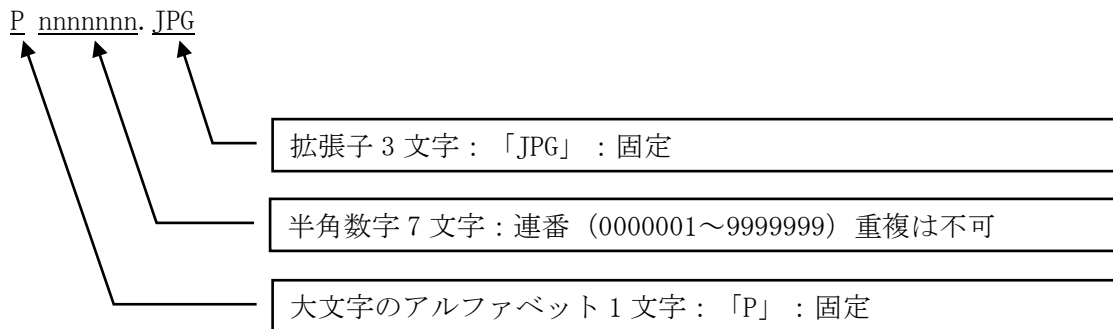 P nnnnnnn. JPG
拡張子 3 文字：「JPG」：固定
半角数字 7 文字：連番（0000001～9999999）重複は不可
大文字のアルファベット 1 文字：「P」：固定